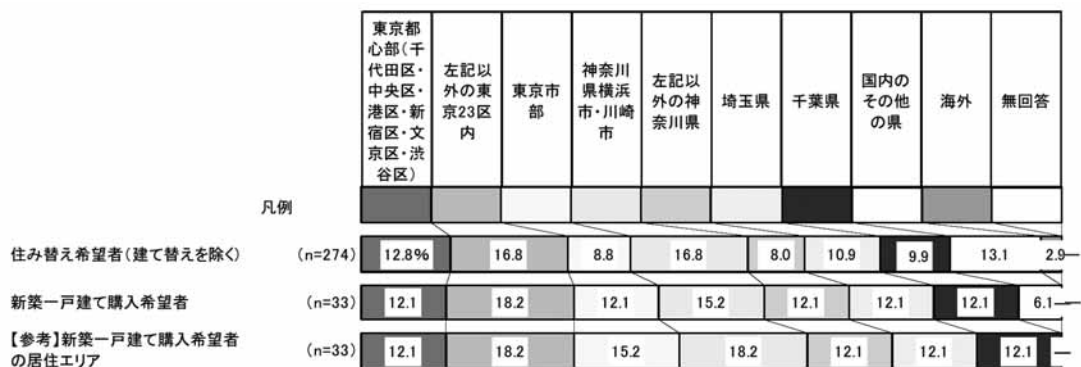 東京都
心部(千
代田区・
中央区・
港区・新
宿区・文
京区・渋
谷区)
左記以
外の東
京23区
内
東京市
部
神奈川
県横浜
市・川崎
市
左記以
外の神
奈川県
埼玉県
千葉県
国内の
その他
の県
海外
無回答
凡例
住み替え希望者(建て替えを除く) (n=274) 12.8% 16.8 8.8 16.8 8.0 10.9 9.9 13.1 2.9
新築一戸建て購入希望者 (n=33) 12.1 18.2 12.1 15.2 12.1 12.1 12.1 6.1
【参考】新築一戸建て購入希望者
の居住エリア (n=33) 12.1 18.2 15.2 18.2 12.1 12.1 12.1